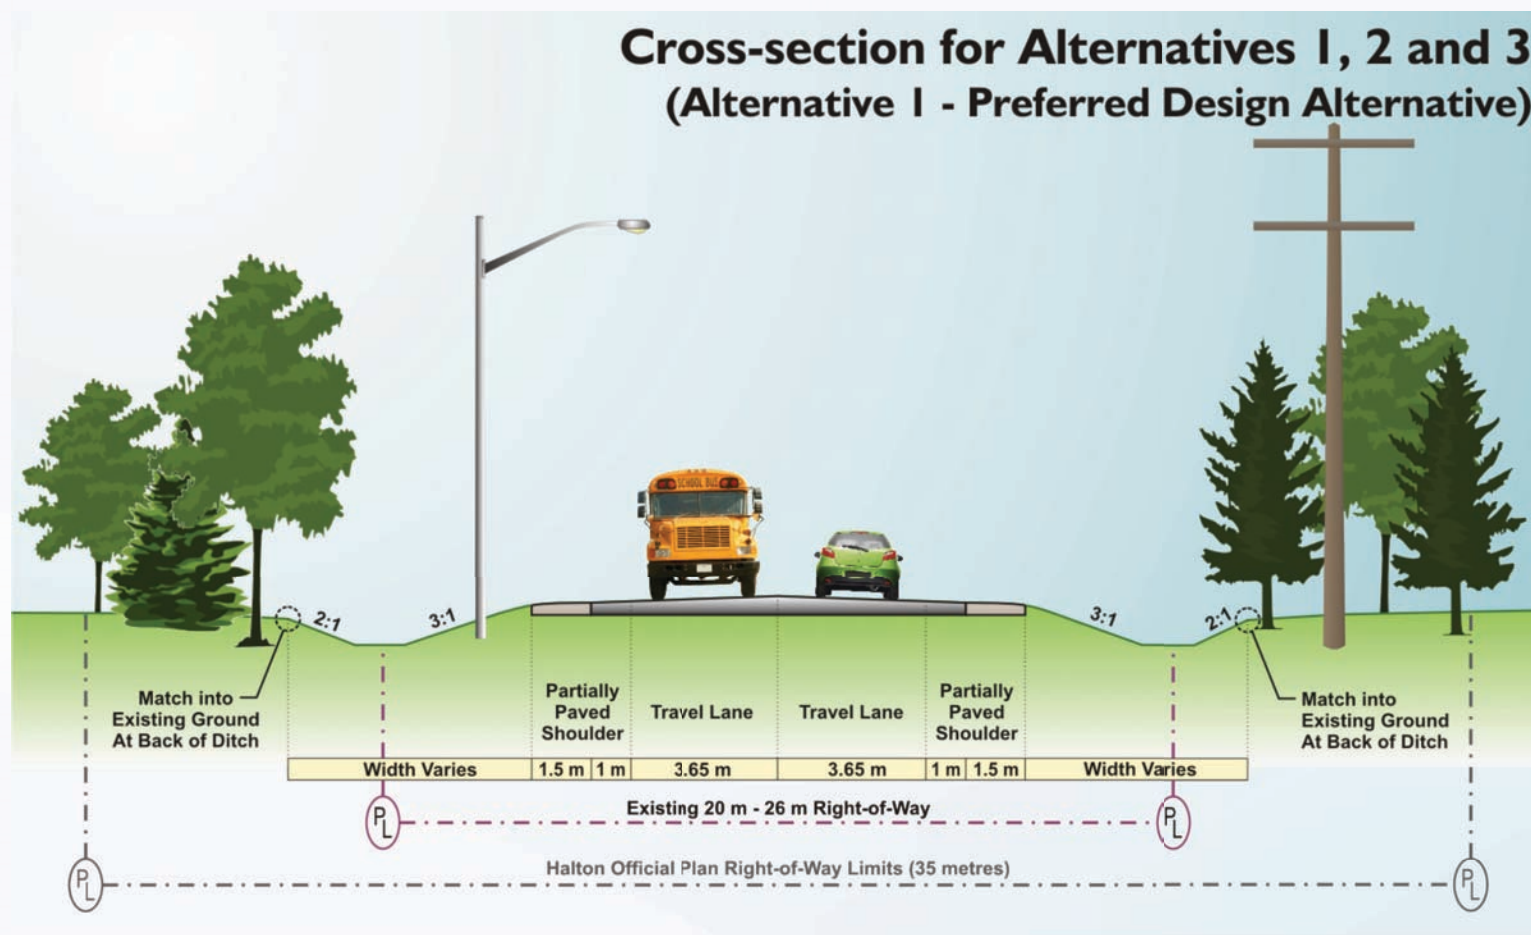 Cross-section for Alternatives 1, 2 and 3
(Alternative 1 - Preferred Design Alternative)
SCHOOL BUS
2:1
3:1
3:1
2:1
Match into
Existing Ground
At Back of Ditch
Partially
Paved
Shoulder
Travel Lane
Travel Lane
Partially
Paved
Shoulder
Match into
Existing Ground
At Back of Ditch
Width Varies
1.5 m
1 m
3.65 m
3.65 m
1 m
1.5 m
Width Varies
PL
Existing 20 m - 26 m Right-of-Way
PL
PL
Halton Official Plan Right-of-Way Limits (35 metres)
PL